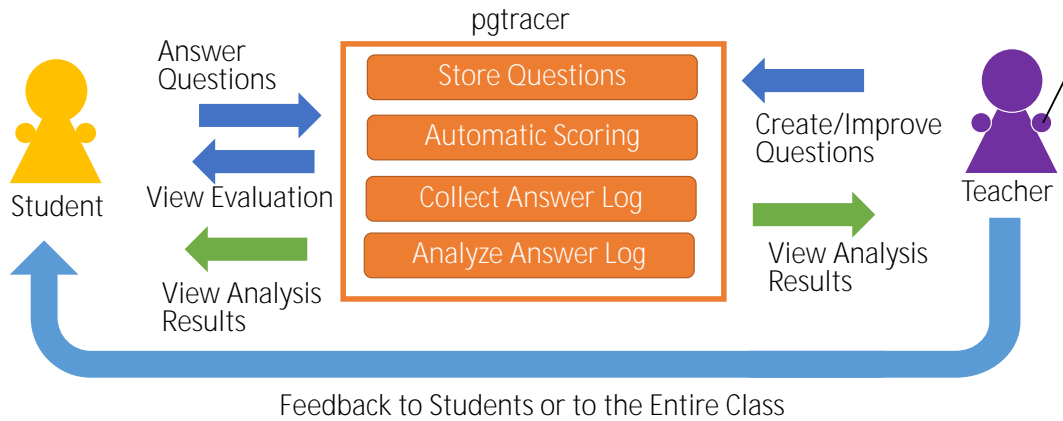 pgtracer
Answer
Questions
Store Questions
Automatic Scoring
Create/Improve
Questions
View Evaluation
Collect Answer Log
Student
Teacher
Analyze Answer Log
View Analysis
Results
View Analysis
Results
Feedback to Students or to the Entire Class